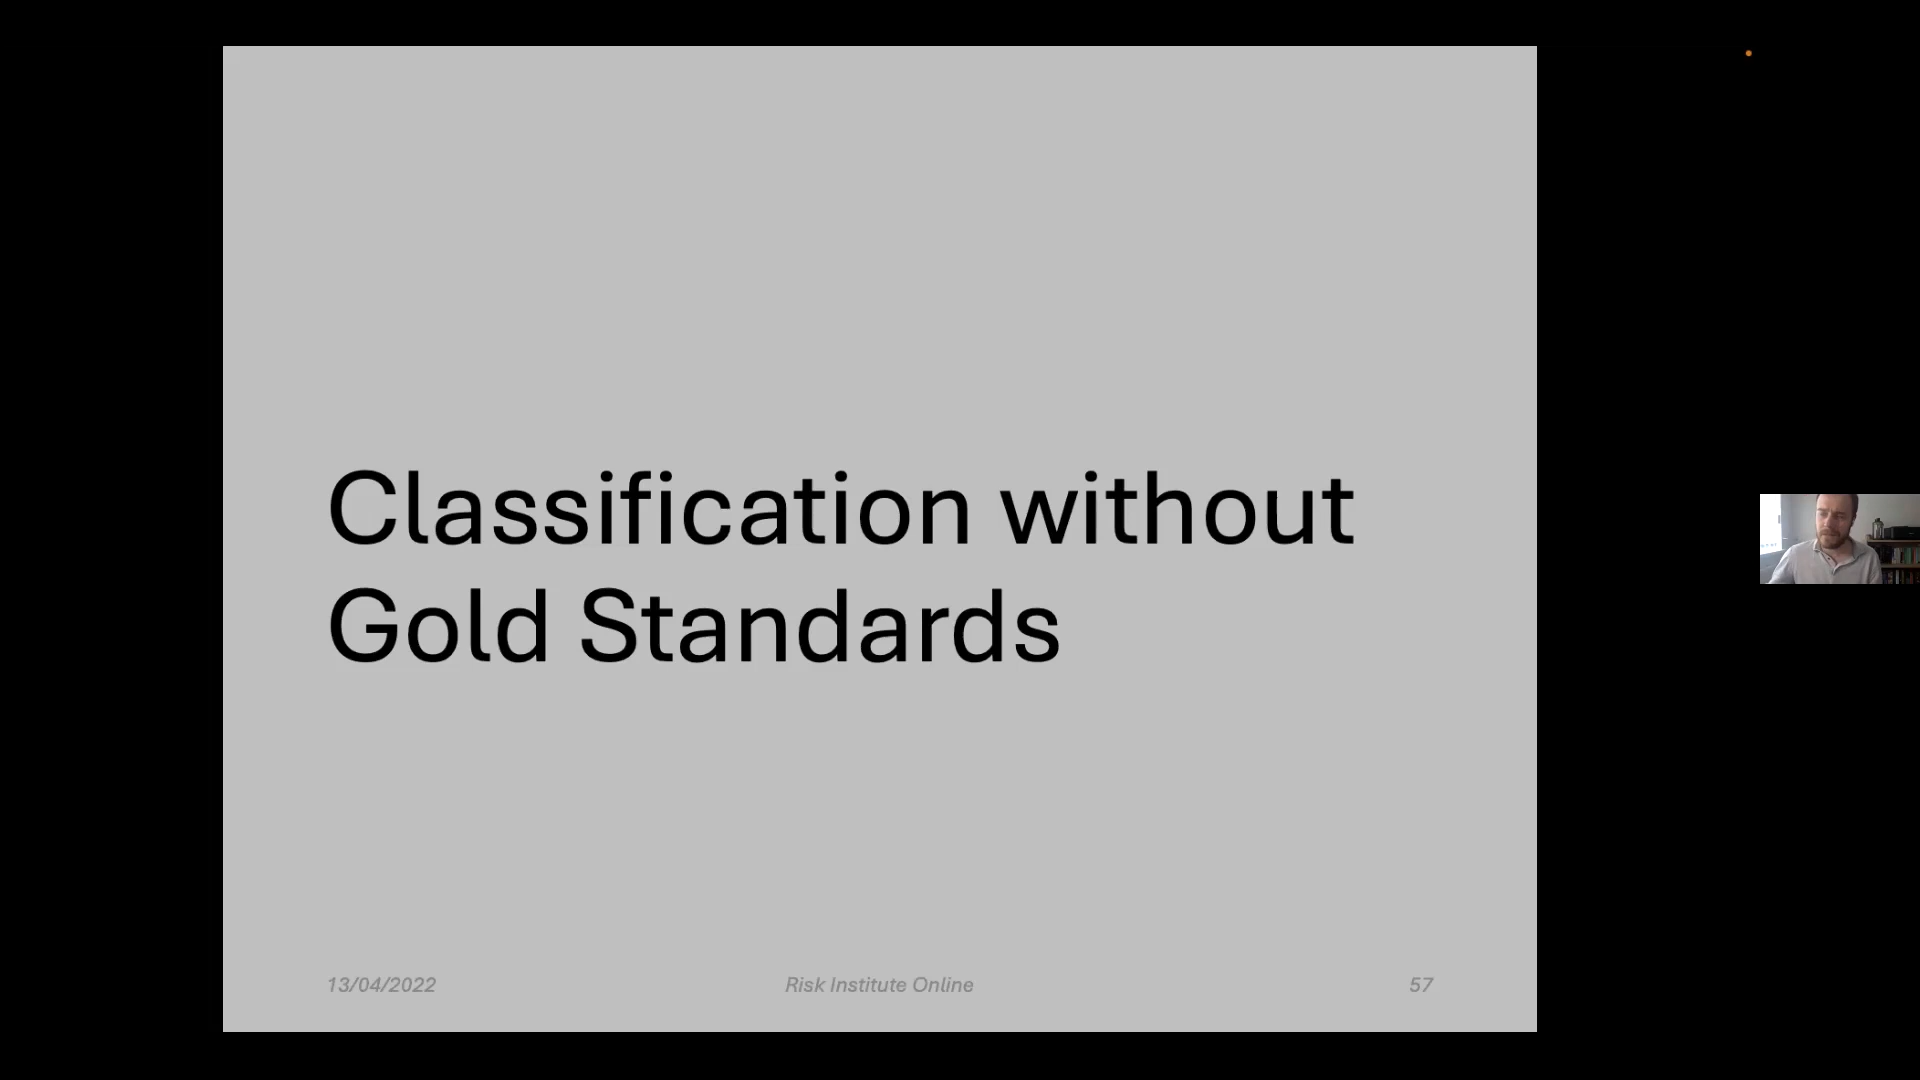 Classification without
Gold Standards
13/04/2022
Risk Institute Online
57